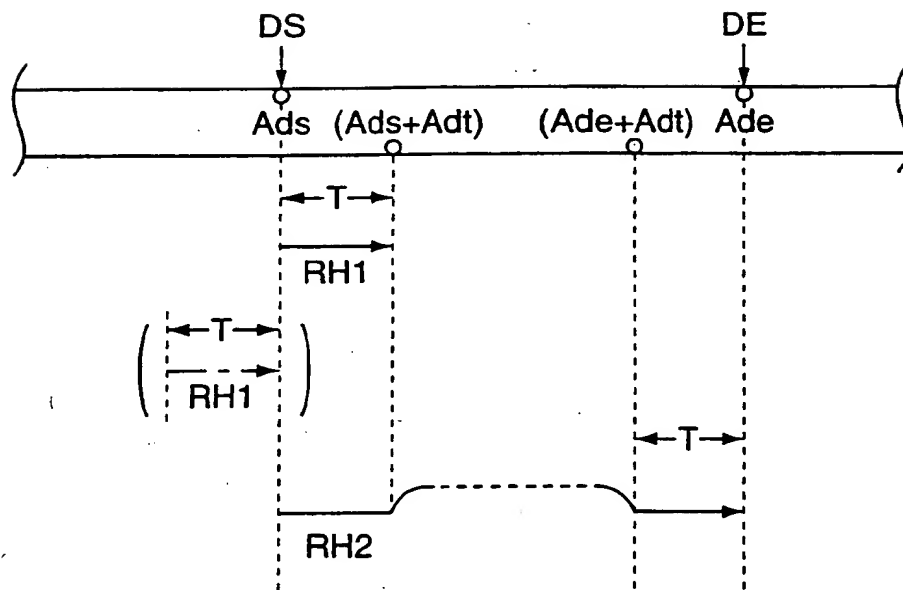 DS DE
Ads (Ads+Adt) (Ade+Adt) Ade
T
RH1
T
RH1
T
RH2